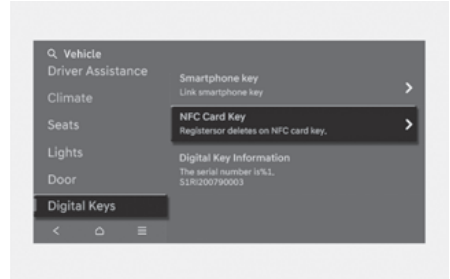 Vehicle
Driver Assistance
Climate
Seats
Lights
Door
Digital Keys
Smartphone key
Link smartphone key
NFC Card Key
Registersor deletes on NFC card key.
Digital Key Information
The serial number is%1,
S1RI200790003